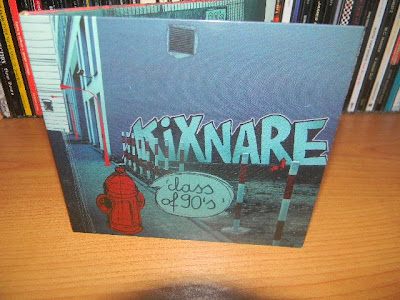 KiXNARE
'class
of 90's'